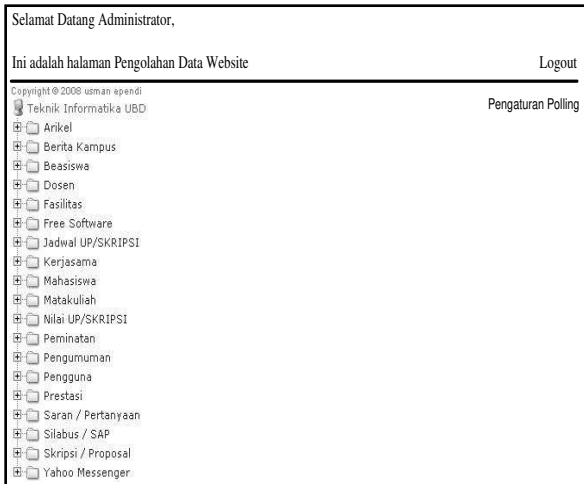 Selamat Datang Administrator,
Ini adalah halaman Pengolahan Data Website Logout
Copyright © 2008 usman ependi
Teknik Informatika UBD
Pengaturan Polling
Arikel
Berita Kampus
Beasiswa
Dosen
Fasilitas
Free Software
Jadwal UP/SKRIPSI
Kerjasama
Mahasiswa
Matakuliah
Nilai UP/SKRIPSI
Peminatan
Pengumuman
Pengguna
Prestasi
Saran / Pertanyaan
Silabus / SAP
Skripsi / Proposal
Yahoo Messenger